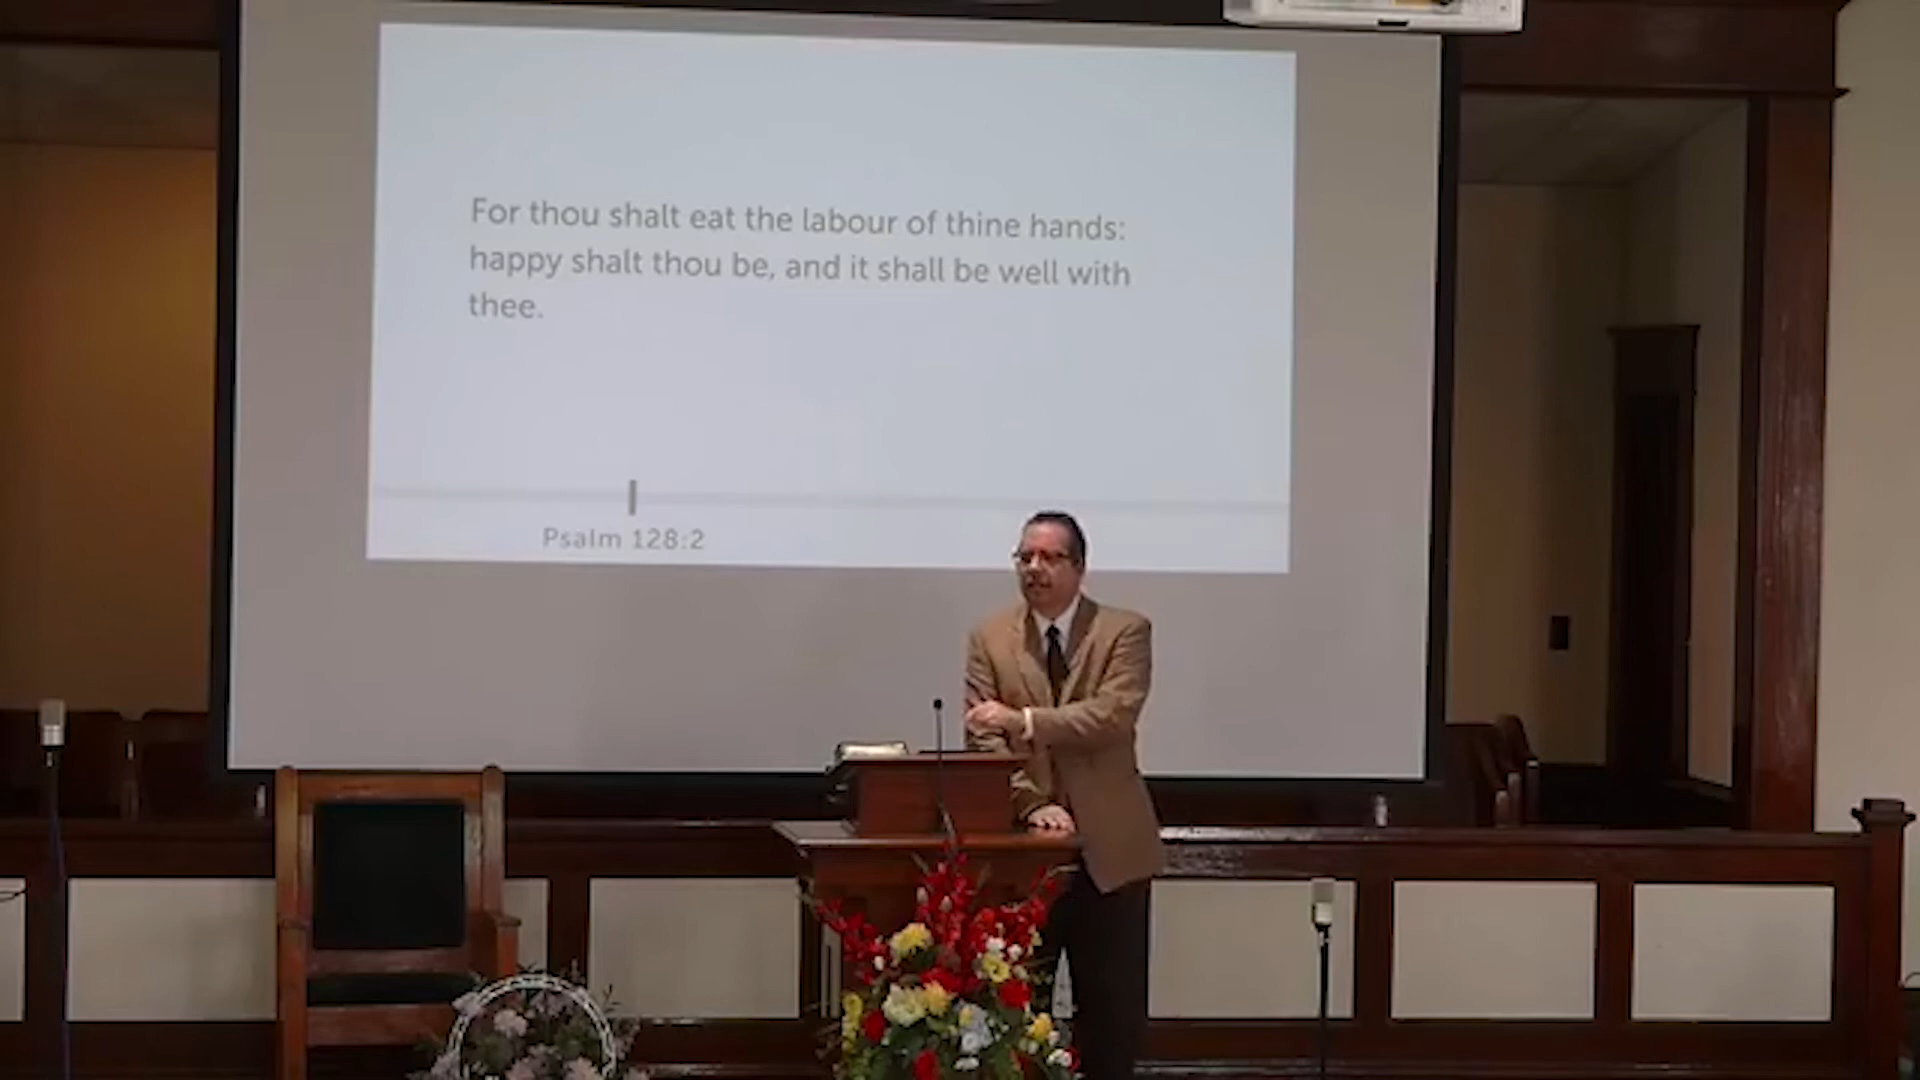 For thou shalt eat the labour of thine hands:
happy shalt thou be, and it shall be well with
thee.
Psalm 128:2